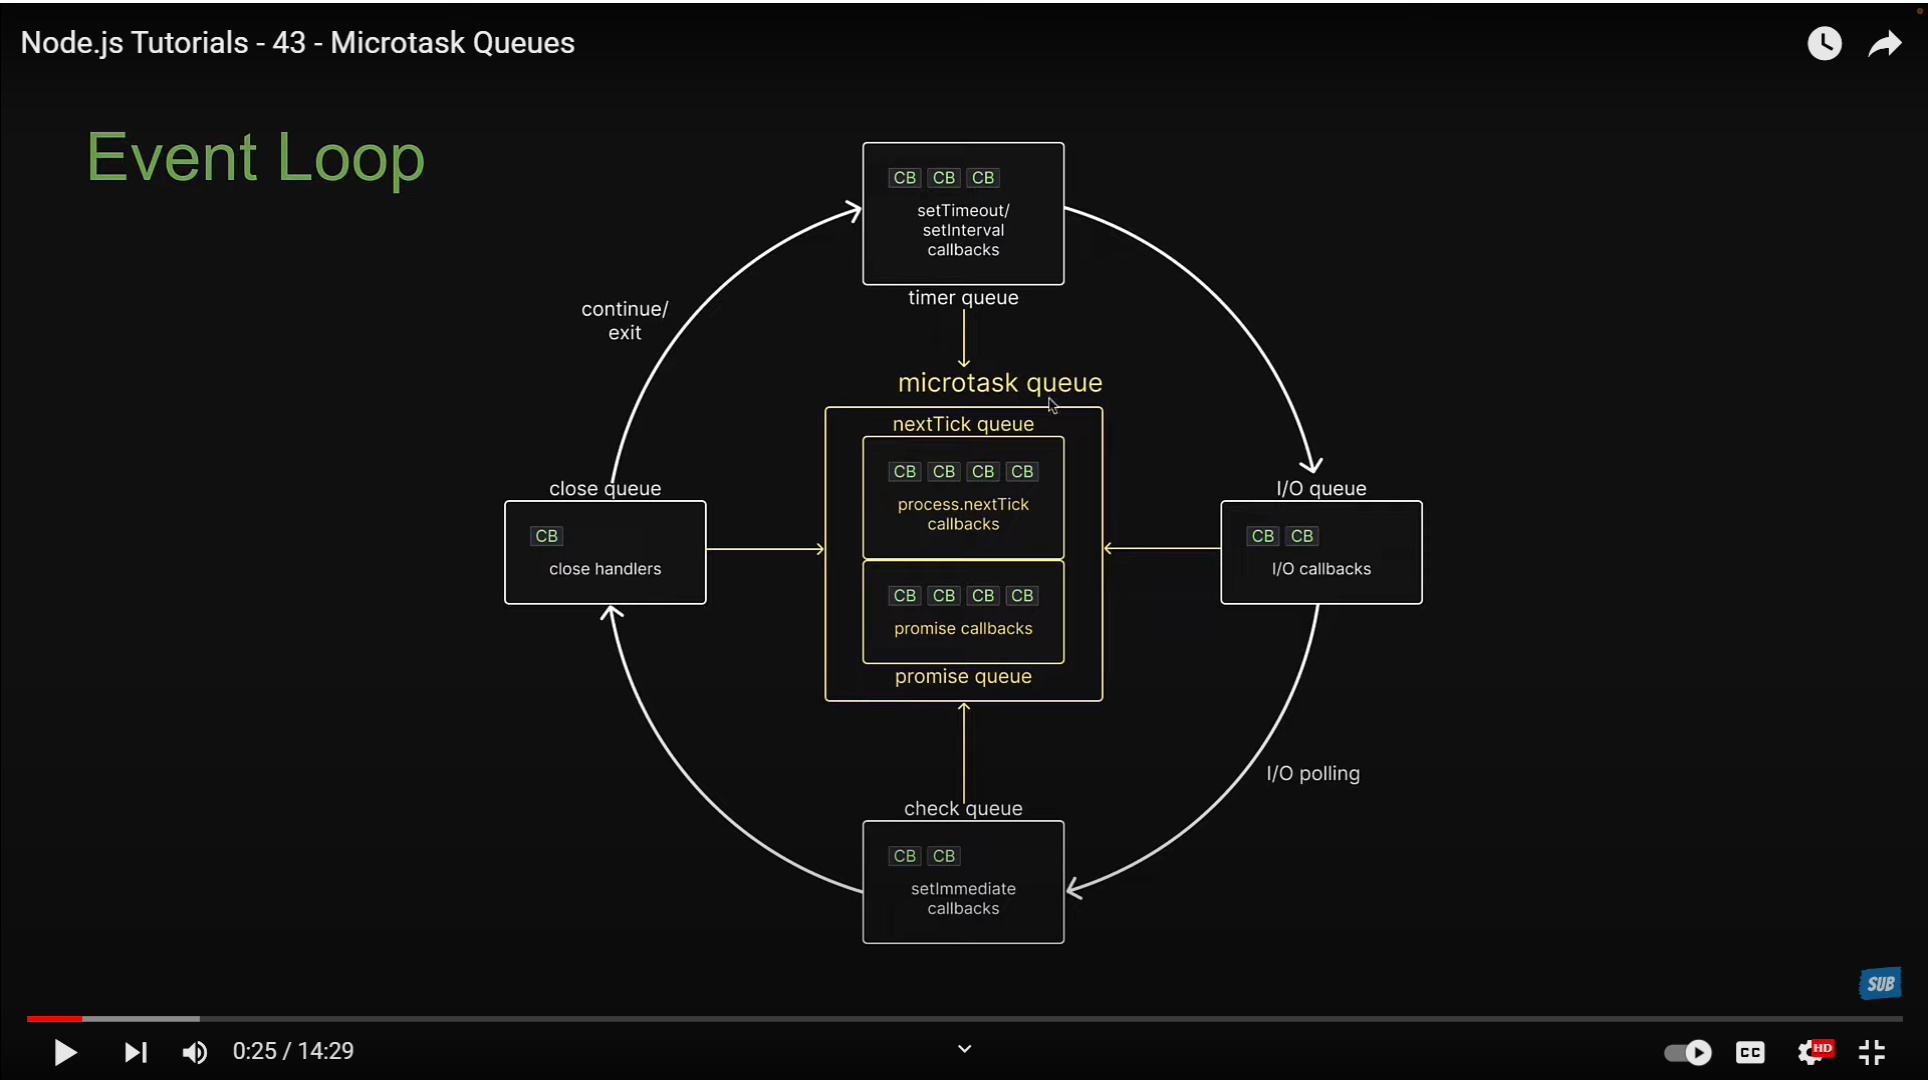 Node.js Tutorials - 43 - Microtask Queues
Event Loop
CB CB CB
setTimeout/
setInterval
callbacks
timer queue
continue/
exit
microtask queue
nextTick queue
CB CB CB CB
process.nextTick
callbacks
CB CB CB CB
promise callbacks
promise queue
close queue
CB
close handlers
I/O queue
CB CB
I/O callbacks
I/O polling
check queue
CB CB
setImmediate
callbacks
SUB
0:25 / 14:29
CC
HD